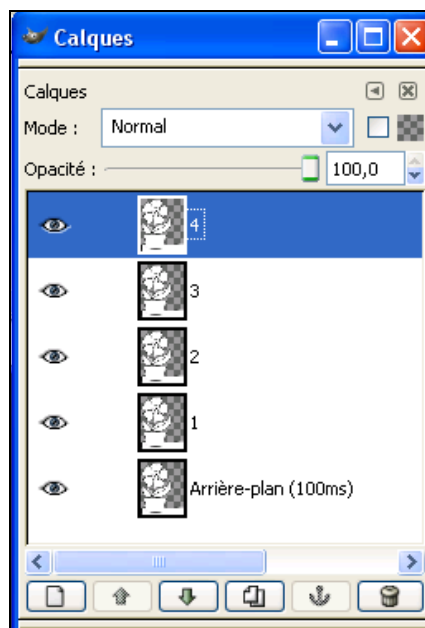 Calques
Calques
Mode : Normal
Opacité : 100,0
4
3
2
1
Arrière-plan (100ms)